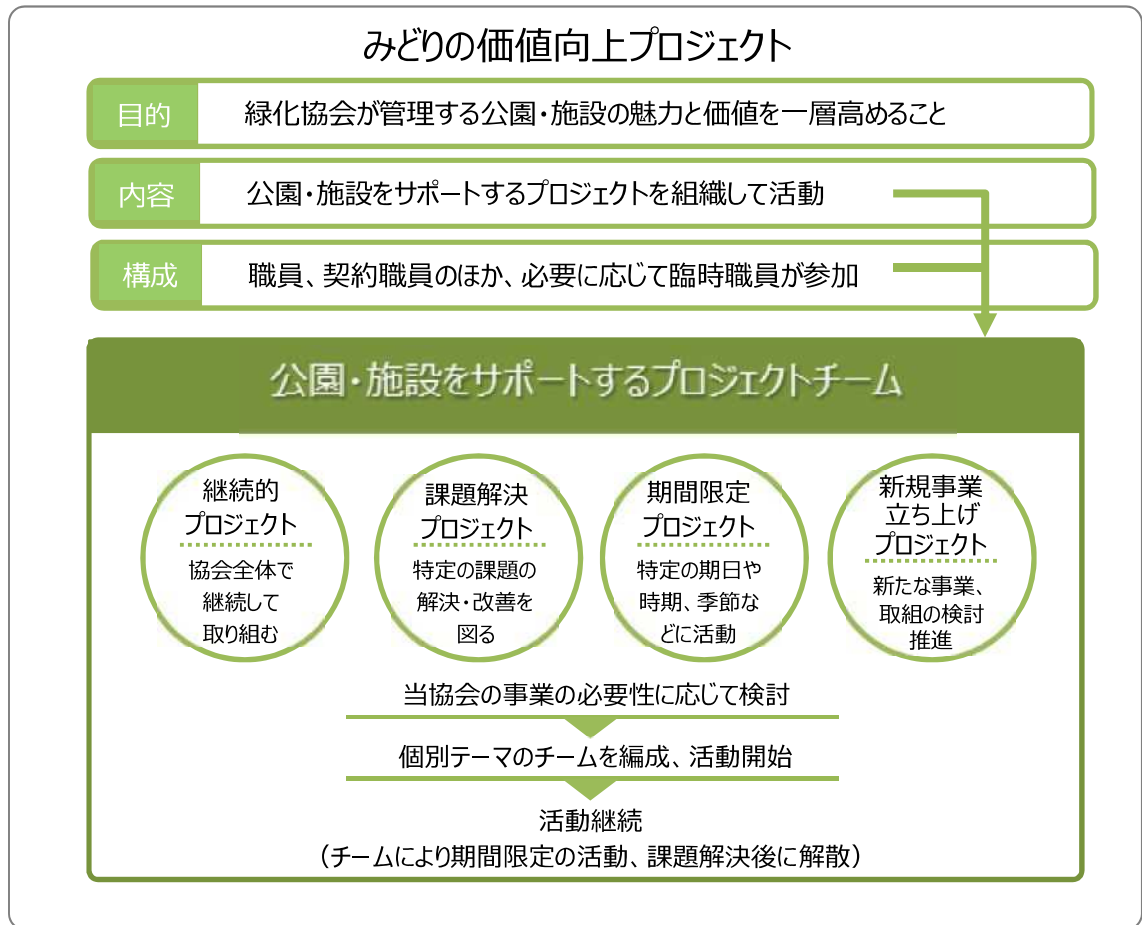 みどりの価値向上プロジェクト
目的
緑化協会が管理する公園・施設の魅力と価値を一層高めること
内容
公園・施設をサポートするプロジェクトを組織して活動
構成
職員、契約職員のほか、必要に応じて臨時職員が参加
公園・施設をサポートするプロジェクトチーム
継続的
プロジェクト
協会全体で
継続して
取り組む
課題解決
プロジェクト
特定の課題の
解決・改善を
図る
期間限定
プロジェクト
特定の期日や
時期、季節な
どに活動
新規事業
立ち上げ
プロジェクト
新たな事業、
取組の検討
推進
当協会の事業の必要性に応じて検討
個別テーマのチームを編成、活動開始
活動継続
（チームにより期間限定の活動、課題解決後に解散）